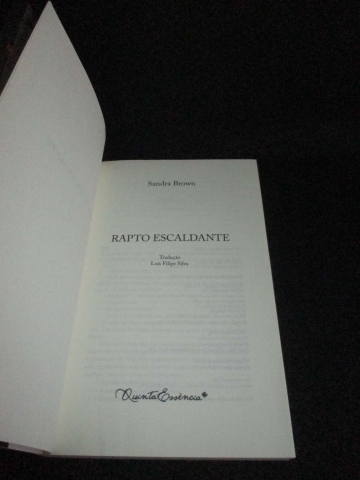 Sandra Brown
RAPTO ESCALDANTE
Tradução
Luís Filipe Silva
QuintaEssência